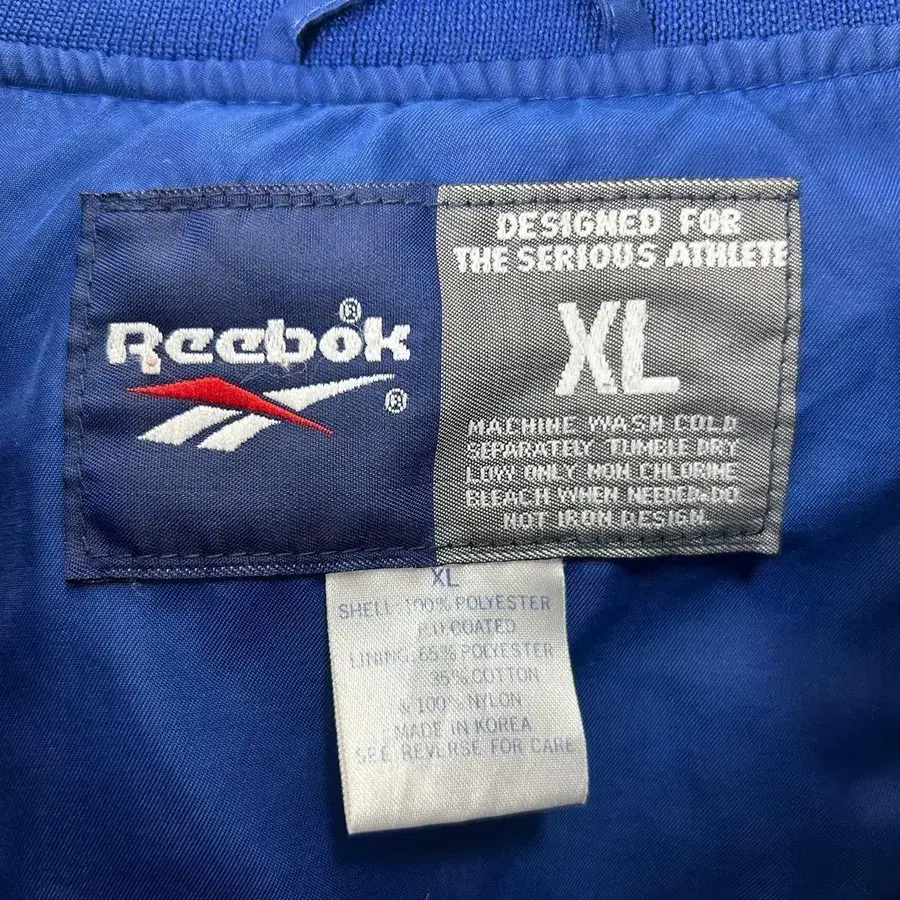 Reebok®
®
DESIGNED FOR
THE SERIOUS ATHLETE
XL
MACHINE WASH COLD
SEPARATELY TUMBLE DRY
LOW ONLY NON CHLORINE
BLEACH WHEN NEEDED•DO
NOT IRON DESIGN.
XL
SHELL: 100% POLYESTER
COATED
LINING: 65% POLYESTER
35% COTTON
& 100% NYLON
MADE IN KOREA
SEE REVERSE FOR CARE